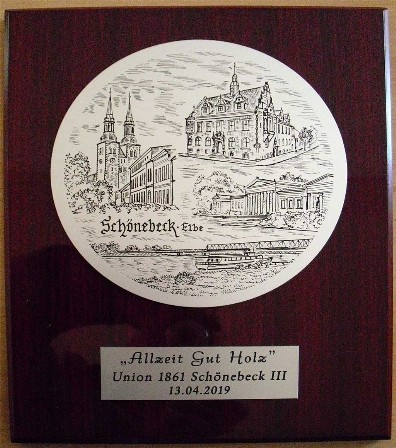 Schönebeck·Elbe
„Allzeit Gut Holz”
Union 1861 Schönebeck III
13.04.2019